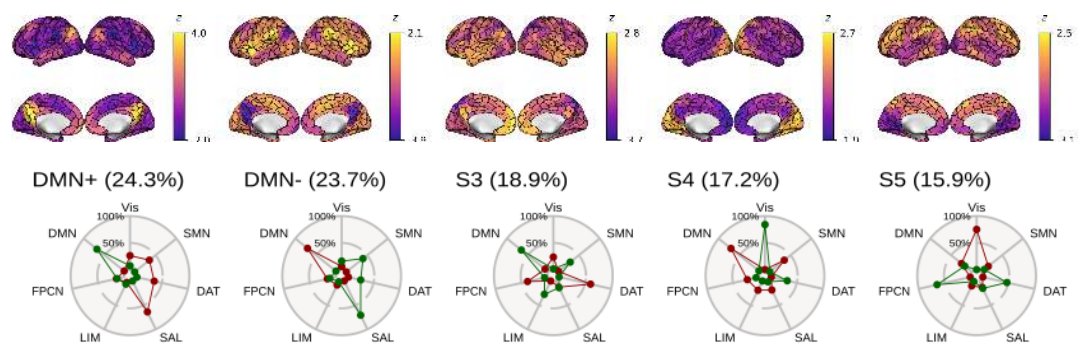 z z z z z
4.0 2.1 2.8 2.7 2.5
DMN+ (24.3%) DMN- (23.7%) S3 (18.9%) S4 (17.2%) S5 (15.9%)
Vis Vis Vis Vis Vis
100% 100% 100% 100% 100%
DMN SMN DMN SMN DMN SMN DMN SMN DMN SMN
50% 50% 50% 50% 50%
FPCN DAT FPCN DAT FPCN DAT FPCN DAT FPCN DAT
LIM SAL LIM SAL LIM SAL LIM SAL LIM SAL